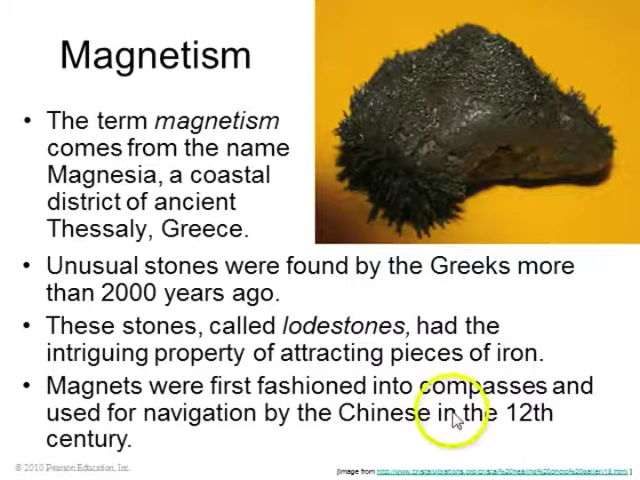 Magnetism
• The term magnetism
comes from the name
Magnesia, a coastal
district of ancient
Thessaly, Greece.
• Unusual stones were found by the Greeks more
than 2000 years ago.
• These stones, called lodestones, had the
intriguing property of attracting pieces of iron.
• Magnets were first fashioned into compasses and
used for navigation by the Chinese in the 12th
century.
© 2010 Pearson Education, Inc.
[Image from